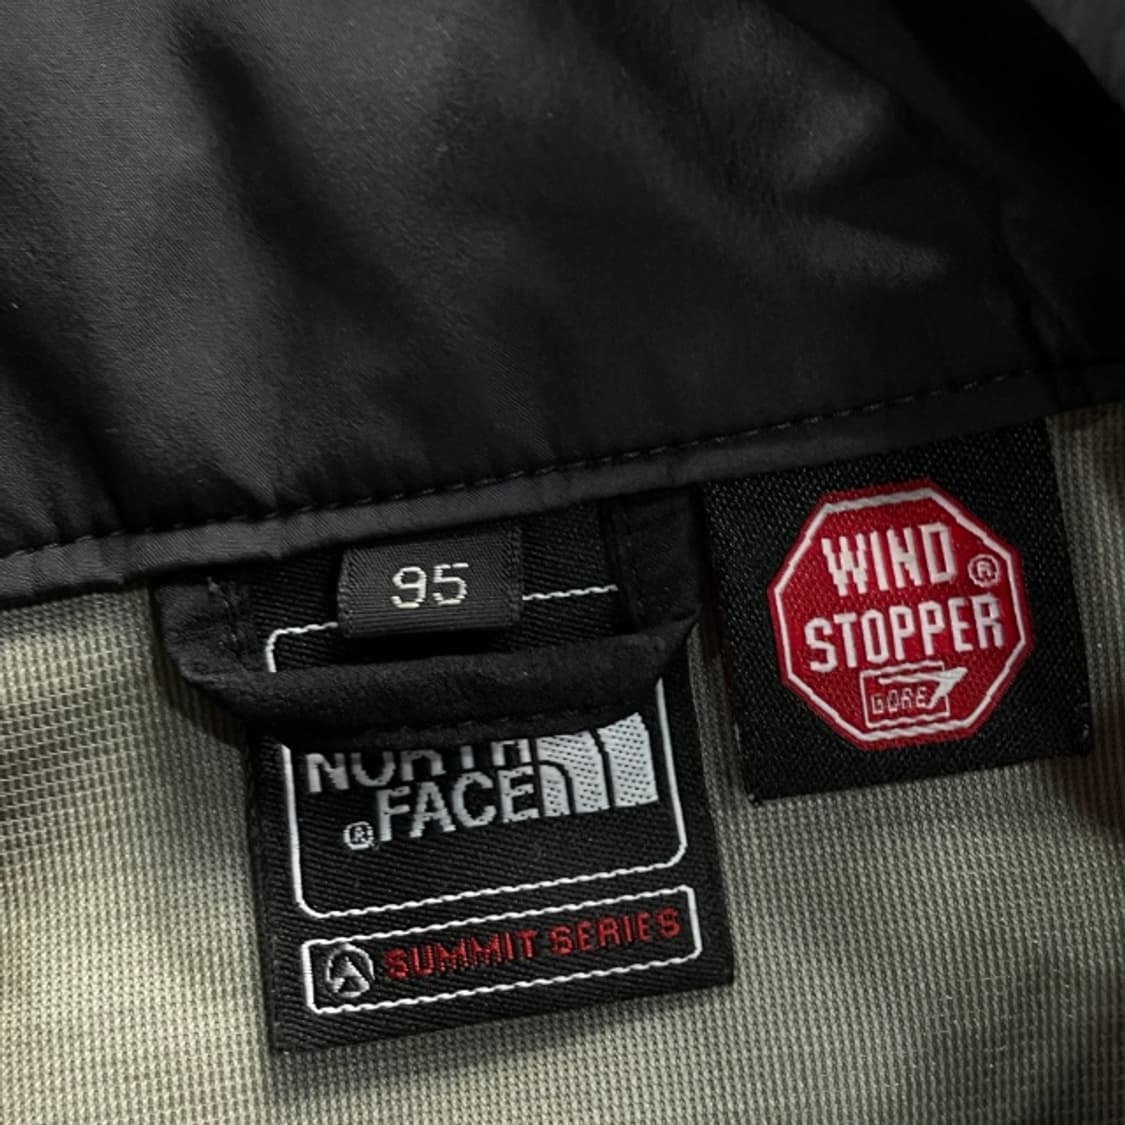 95
NORTH
FACE
®
SUMMIT SERIES
WIND
STOPPER
®
GORE